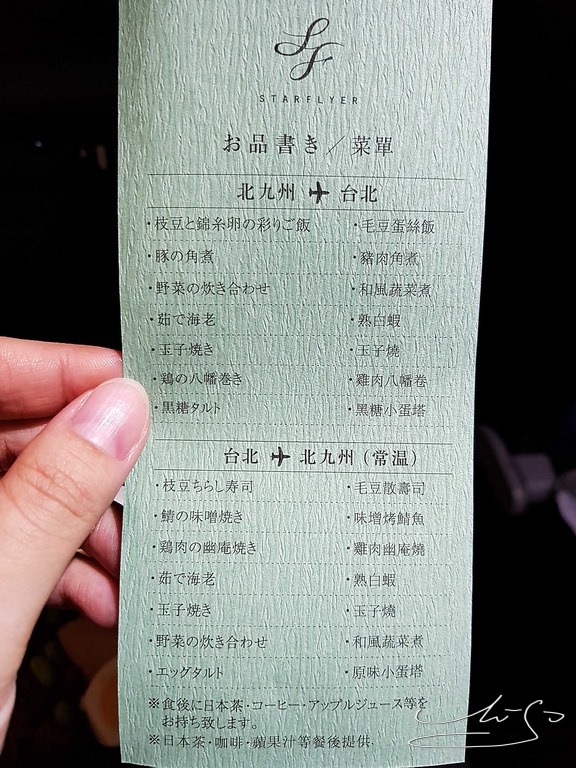 STARFLYER
お品書き／菜單
北九州 ✈ 台北
・枝豆と錦糸卵の彩りご飯 ・毛豆蛋絲飯
・豚の角煮 ・豬肉角煮
・野菜の炊き合わせ ・和風蔬菜煮
・茹で海老 ・熟白蝦
・玉子焼き ・玉子燒
・鶏の八幡巻き ・雞肉八幡卷
・黒糖タルト ・黑糖小蛋塔
台北 ✈ 北九州（常温）
・枝豆ちらし寿司 ・毛豆散壽司
・鯖の味噌焼き ・味增烤鯖魚
・鶏肉の幽庵焼き ・雞肉幽庵燒
・茹で海老 ・熟白蝦
・玉子焼き ・玉子燒
・野菜の炊き合わせ ・和風蔬菜煮
・エッグタルト ・原味小蛋塔
※食後に日本茶・コーヒー・アップルジュース等を
お持ち致します。
※日本茶・咖啡・蘋果汁等餐後提供